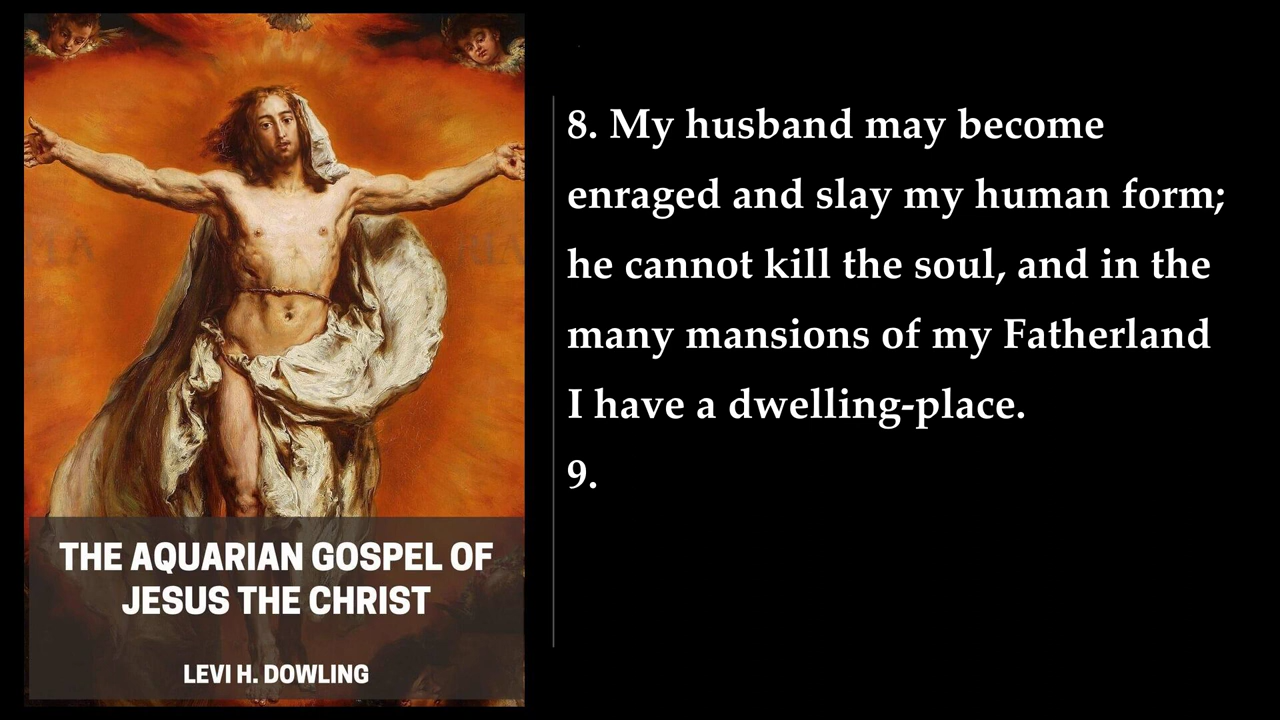 8. My husband may become
enraged and slay my human form;
he cannot kill the soul, and in the
many mansions of my Fatherland
I have a dwelling-place.
9.
THE AQUARIAN GOSPEL OF
JESUS THE CHRIST
LEVI H. DOWLING